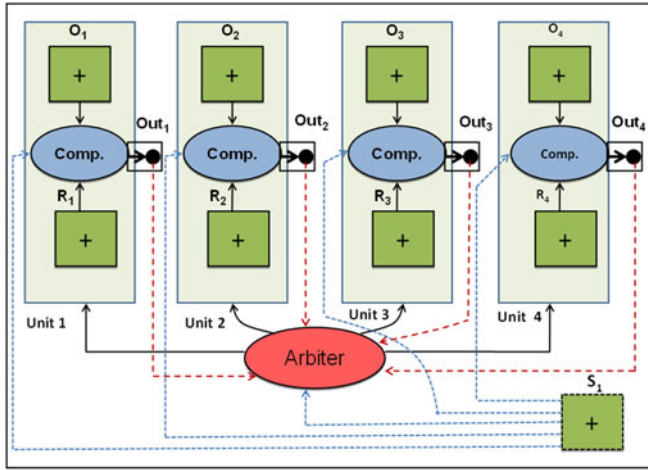 O1 O2 O3 O4
+ + + +
Out1 Out2 Out3 Out4
Comp. Comp. Comp. Comp.
R1 R2 R3 R4
+ + + +
Unit 1 Unit 2 Unit 3 Unit 4
Arbiter
S1
+